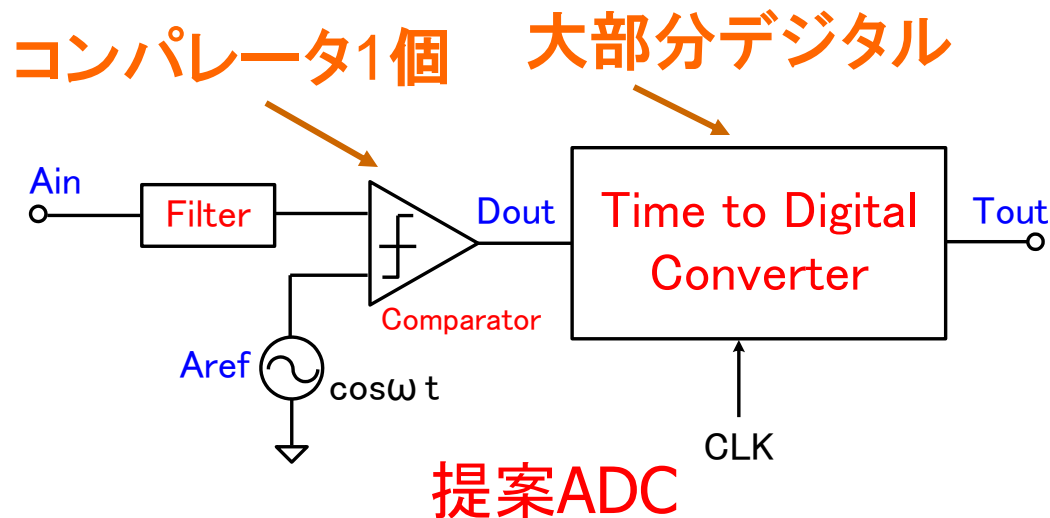 コンパレータ1個
大部分デジタル
Ain
Filter
Dout
Time to Digital
Converter
Tout
Comparator
Aref
cosω t
CLK
提案ADC